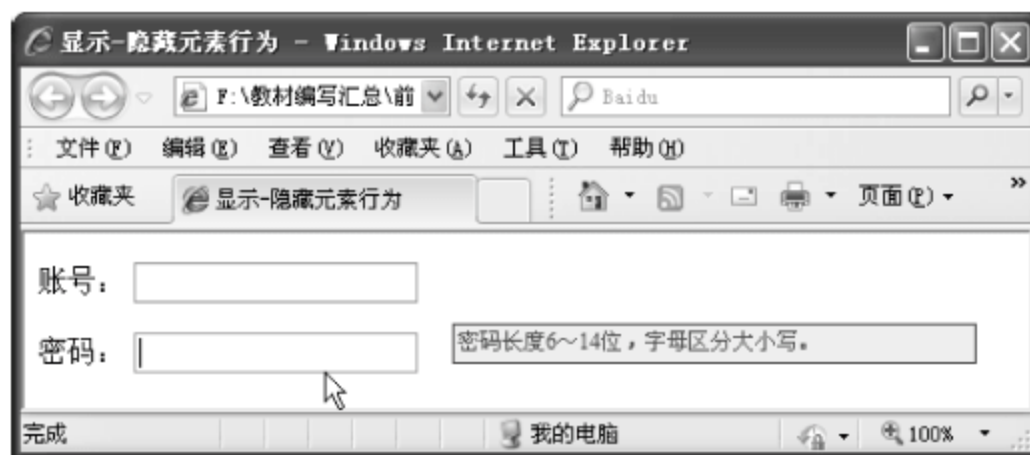 显示-隐藏元素行为 - Windows Internet Explorer
F:\教材编写汇总\前 Baidu
文件(F) 编辑(E) 查看(V) 收藏夹(A) 工具(T) 帮助(H)
收藏夹 显示-隐藏元素行为 页面(P) »
账号：
密码： 密码长度6～14位，字母区分大小写。
完成 我的电脑 100%